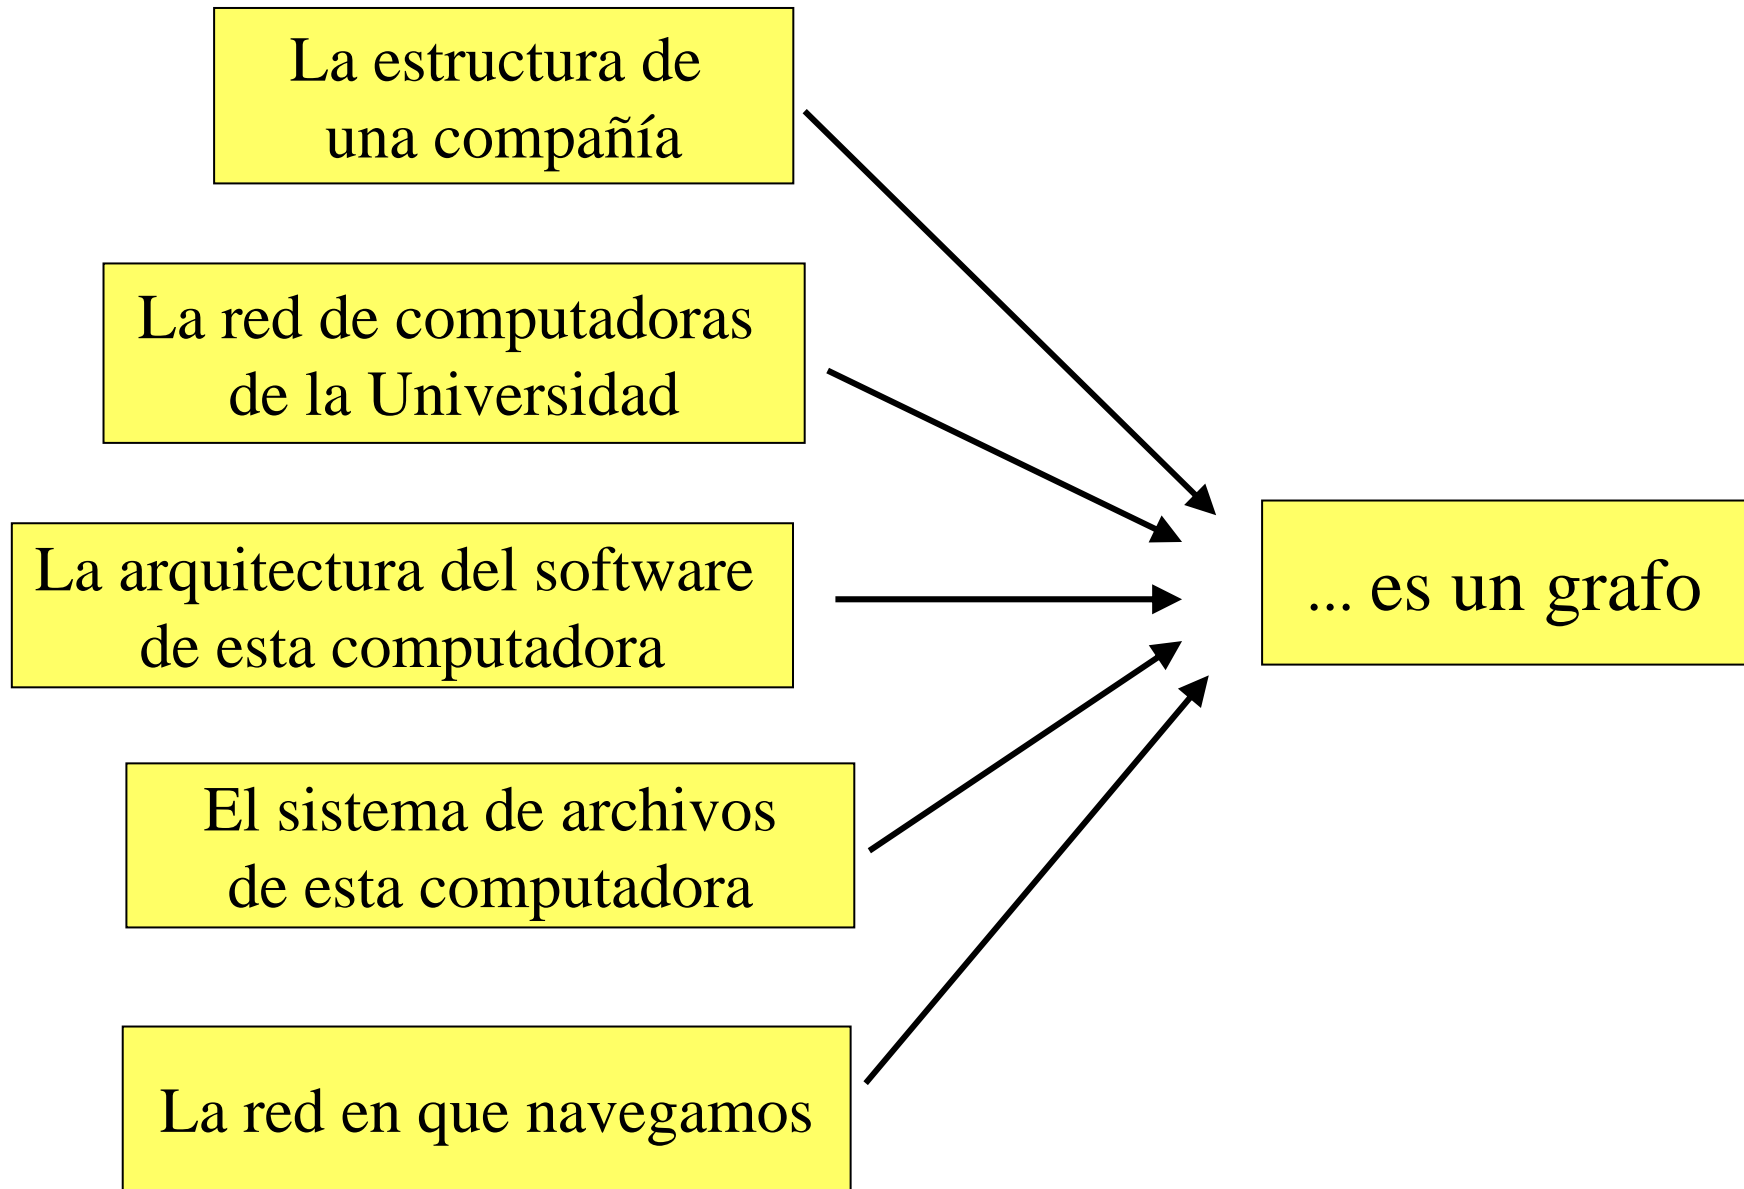 La estructura de
una compañía
La red de computadoras
de la Universidad
La arquitectura del software
de esta computadora
... es un grafo
El sistema de archivos
de esta computadora
La red en que navegamos